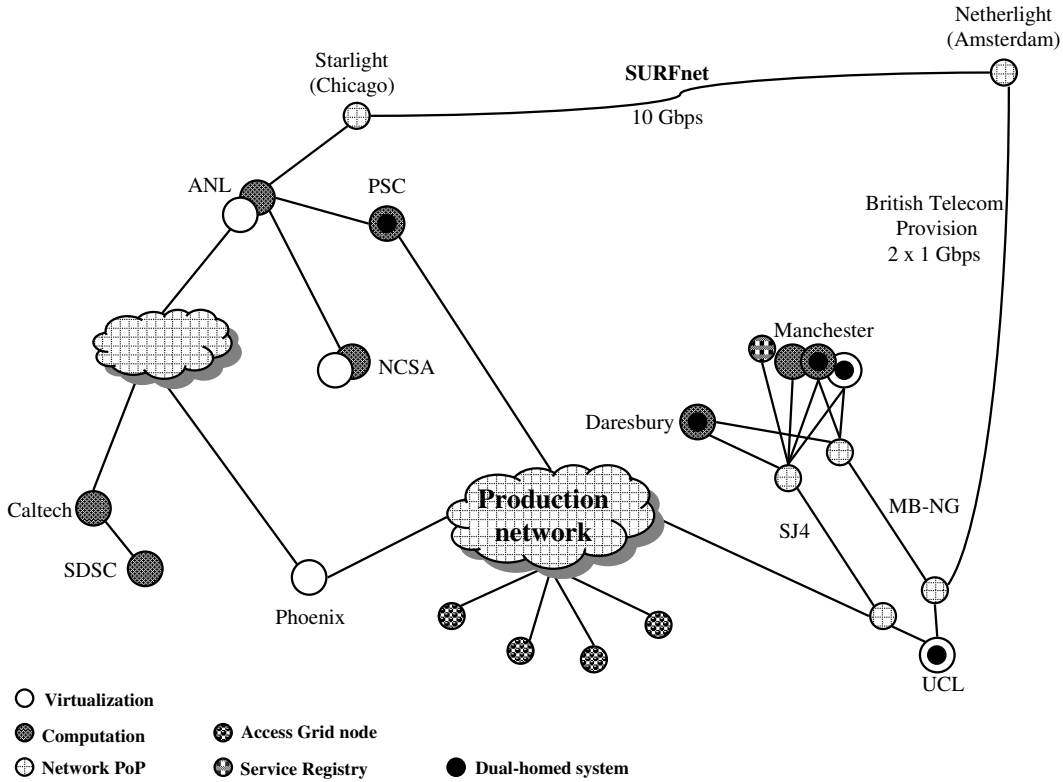 Netherlight
(Amsterdam)
Starlight
(Chicago)
SURFnet
10 Gbps
ANL
PSC
British Telecom
Provision
2 x 1 Gbps
Manchester
NCSA
Daresbury
Production
network
MB-NG
Caltech
SJ4
SDSC
Phoenix
UCL
Virtualization
Computation
Access Grid node
Network PoP
Service Registry
Dual-homed system